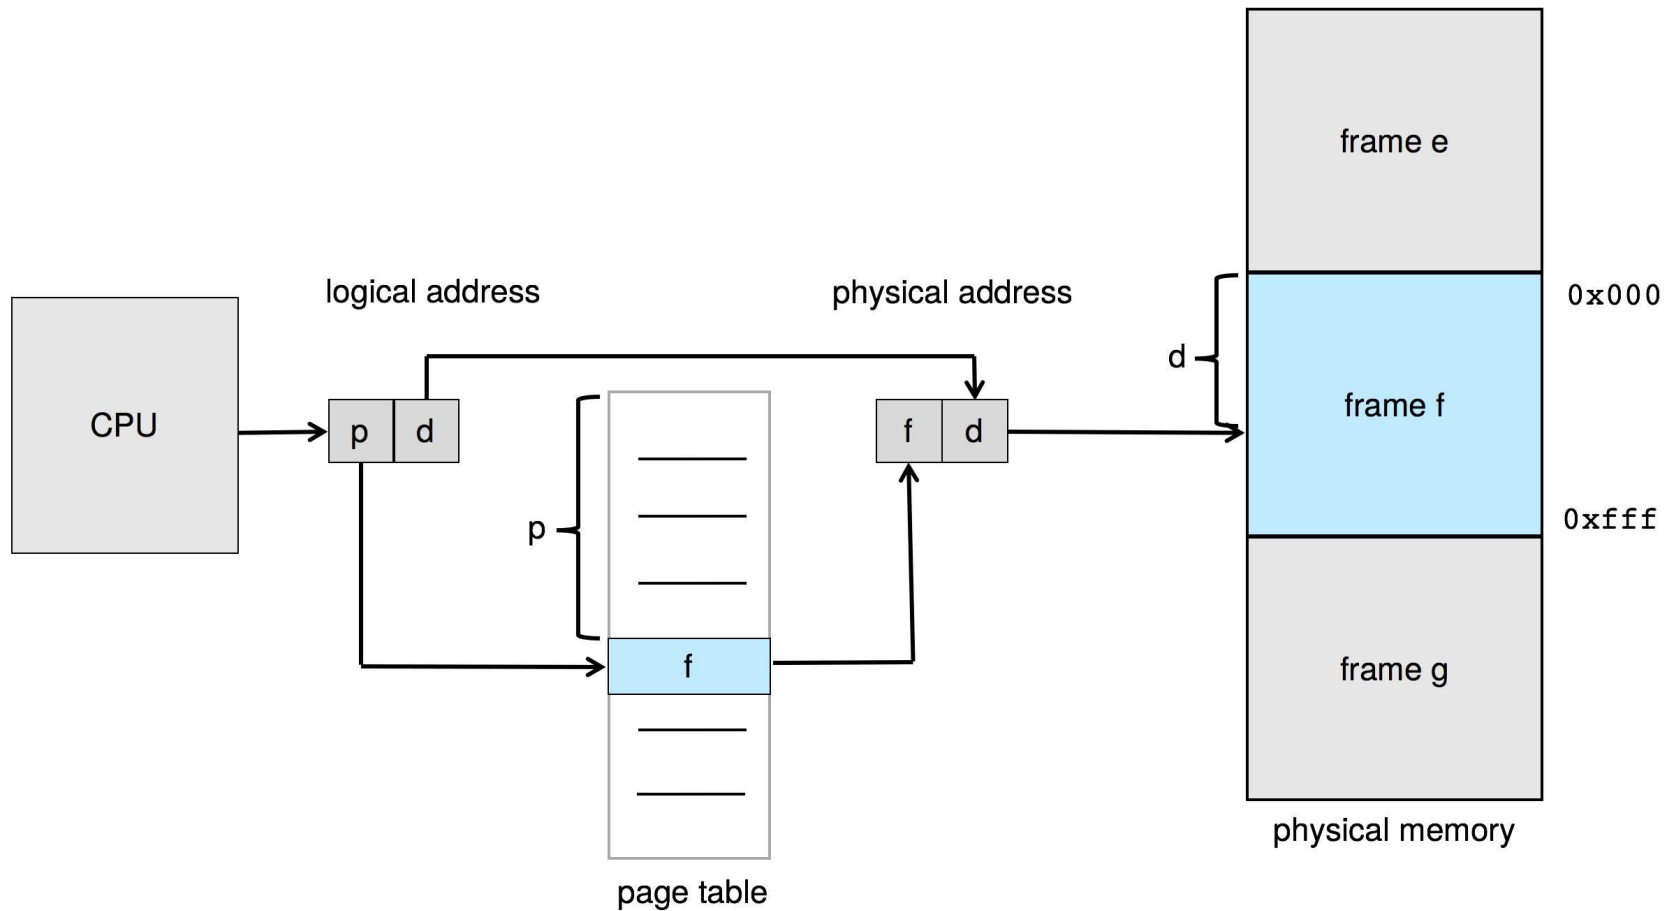 frame e
logical address
physical address
0x000
d
frame f
CPU
p d
f d
0xfff
p
f
frame g
physical memory
page table